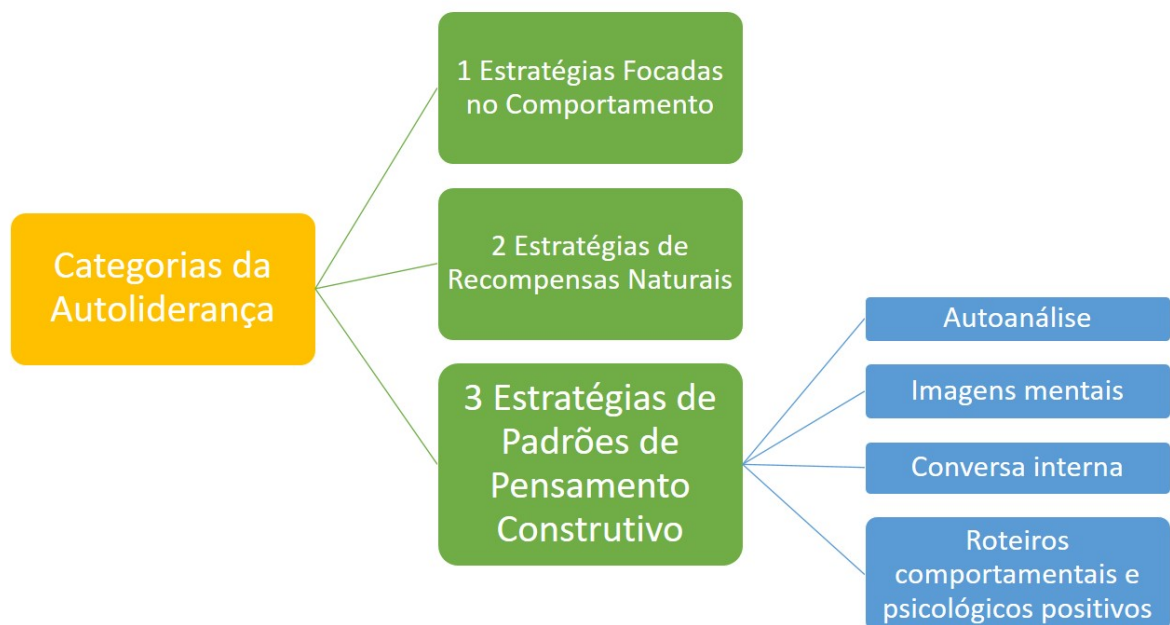 Categorias da
Autoliderança
1 Estratégias Focadas
no Comportamento
2 Estratégias de
Recompensas Naturais
3 Estratégias de
Padrões de
Pensamento
Construtivo
Autoanálise
Imagens mentais
Conversa interna
Roteiros
comportamentais e
psicológicos positivos